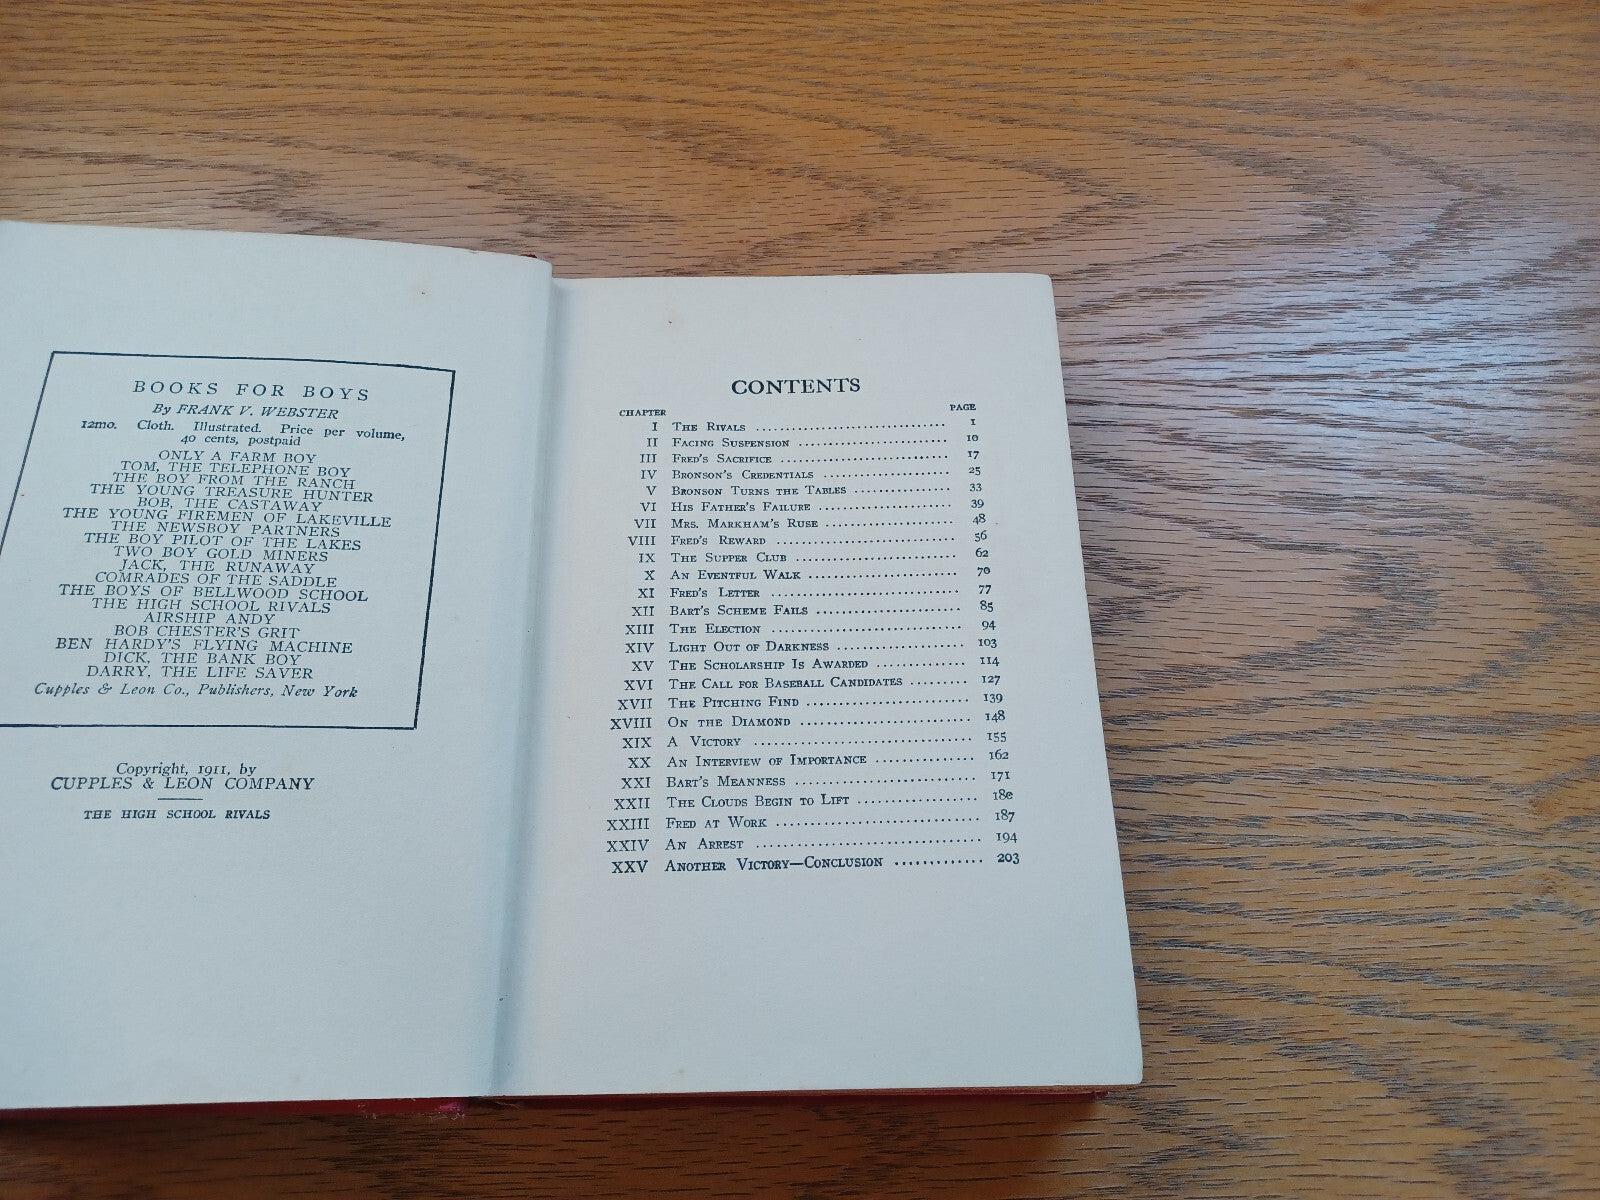 BOOKS FOR BOYS
By FRANK V. WEBSTER
12mo. Cloth. Illustrated. Price per volume,
40 cents, postpaid
ONLY A FARM BOY
TOM, THE TELEPHONE BOY
THE BOY FROM THE RANCH
THE YOUNG TREASURE HUNTER
BOB, THE CASTAWAY
THE YOUNG FIREMEN OF LAKEVILLE
THE NEWSBOY PARTNERS
THE BOY PILOT OF THE LAKES
TWO BOY GOLD MINERS
JACK, THE RUNAWAY
COMRADES OF THE SADDLE
THE BOYS OF BELLWOOD SCHOOL
THE HIGH SCHOOL RIVALS
AIRSHIP ANDY
BOB CHESTER'S GRIT
BEN HARDY'S FLYING MACHINE
DICK, THE BANK BOY
DARRY, THE LIFE SAVER
Cupples & Leon Co., Publishers, New York
Copyright, 1911, by
CUPPLES & LEON COMPANY
THE HIGH SCHOOL RIVALS
CONTENTS
CHAPTER PAGE
I THE RIVALS 1
II FACING SUSPENSION 10
III FRED'S SACRIFICE 17
IV BRONSON'S CREDENTIALS 25
V BRONSON TURNS THE TABLES 33
VI HIS FATHER'S FAILURE 39
VII MRS. MARKHAM'S RUSE 48
VIII FRED'S REWARD 56
IX THE SUPPER CLUB 62
X AN EVENTFUL WALK 70
XI FRED'S LETTER 77
XII BART'S SCHEME FAILS 85
XIII THE ELECTION 94
XIV LIGHT OUT OF DARKNESS 103
XV THE SCHOLARSHIP IS AWARDED 114
XVI THE CALL FOR BASEBALL CANDIDATES 127
XVII THE PITCHING FIND 139
XVIII ON THE DIAMOND 148
XIX A VICTORY 155
XX AN INTERVIEW OF IMPORTANCE 162
XXI BART'S MEANNESS 171
XXII THE CLOUDS BEGIN TO LIFT 180
XXIII FRED AT WORK 187
XXIV AN ARREST 194
XXV ANOTHER VICTORY—CONCLUSION 203